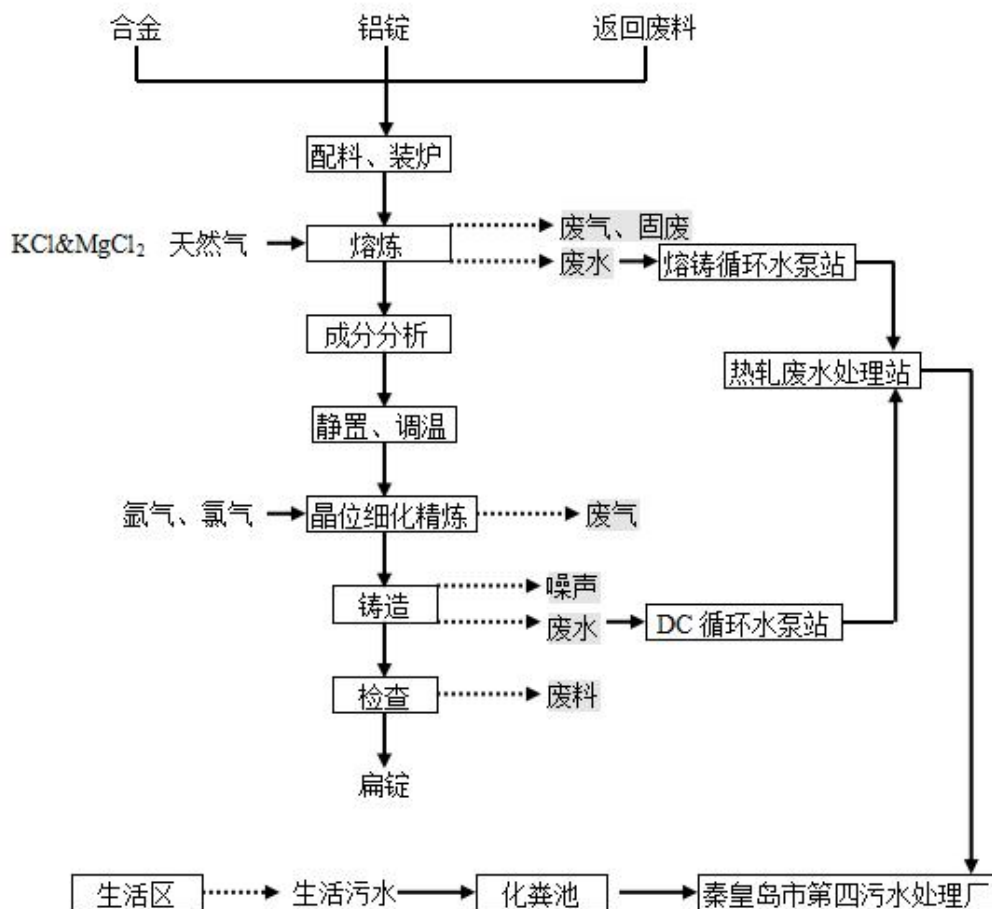 合金 铝锭 返回废料
配料、装炉
KCl&MgCl₂ 天然气 熔炼 废气、固废
废水 熔铸循环水泵站
成分分析
热轧废水处理站
静置、调温
氩气、氯气 晶位细化精炼 废气
铸造 噪声
废水 DC 循环水泵站
检查 废料
扁锭
生活区 生活污水 化粪池 秦皇岛市第四污水处理厂